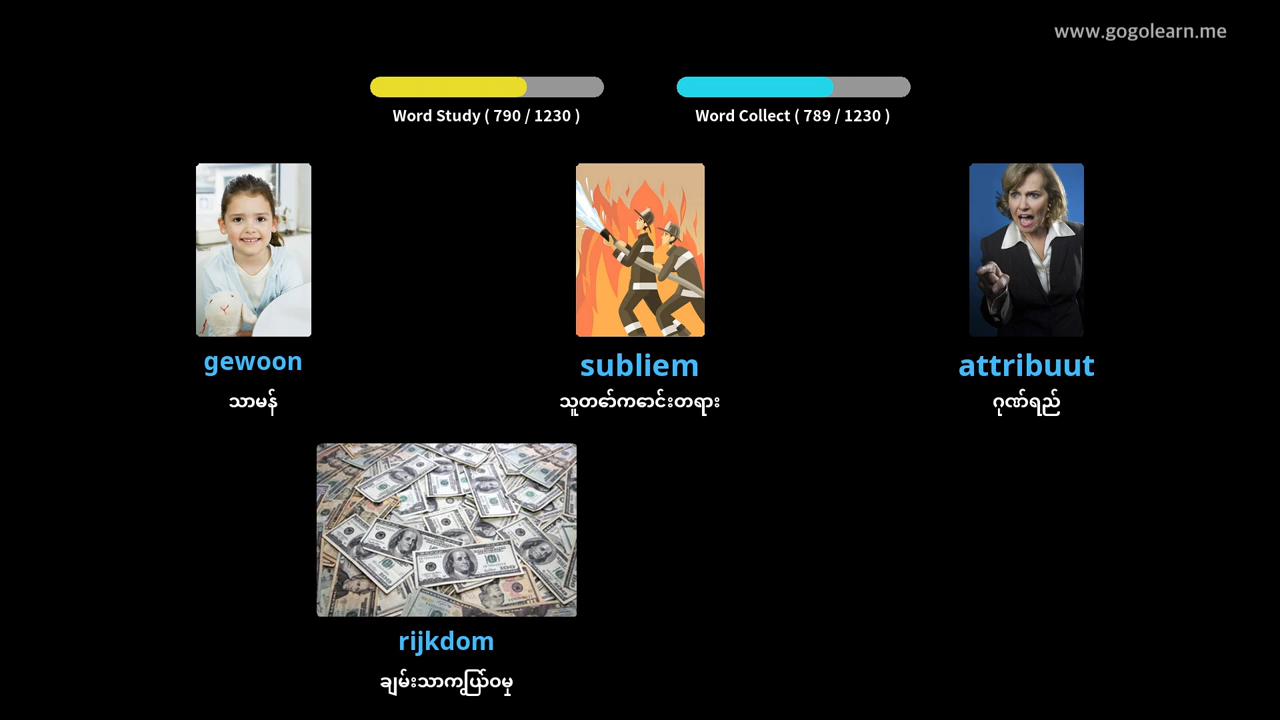 www.gogolearn.me
Word Study ( 790 / 1230 )
Word Collect ( 789 / 1230 )
gewoon
subliem
attribuut
သာမန်
သူတော်ကောင်းတရား
ဂုဏ်ရည်
rijkdom
ချမ်းသာကြွယ်ဝမှု